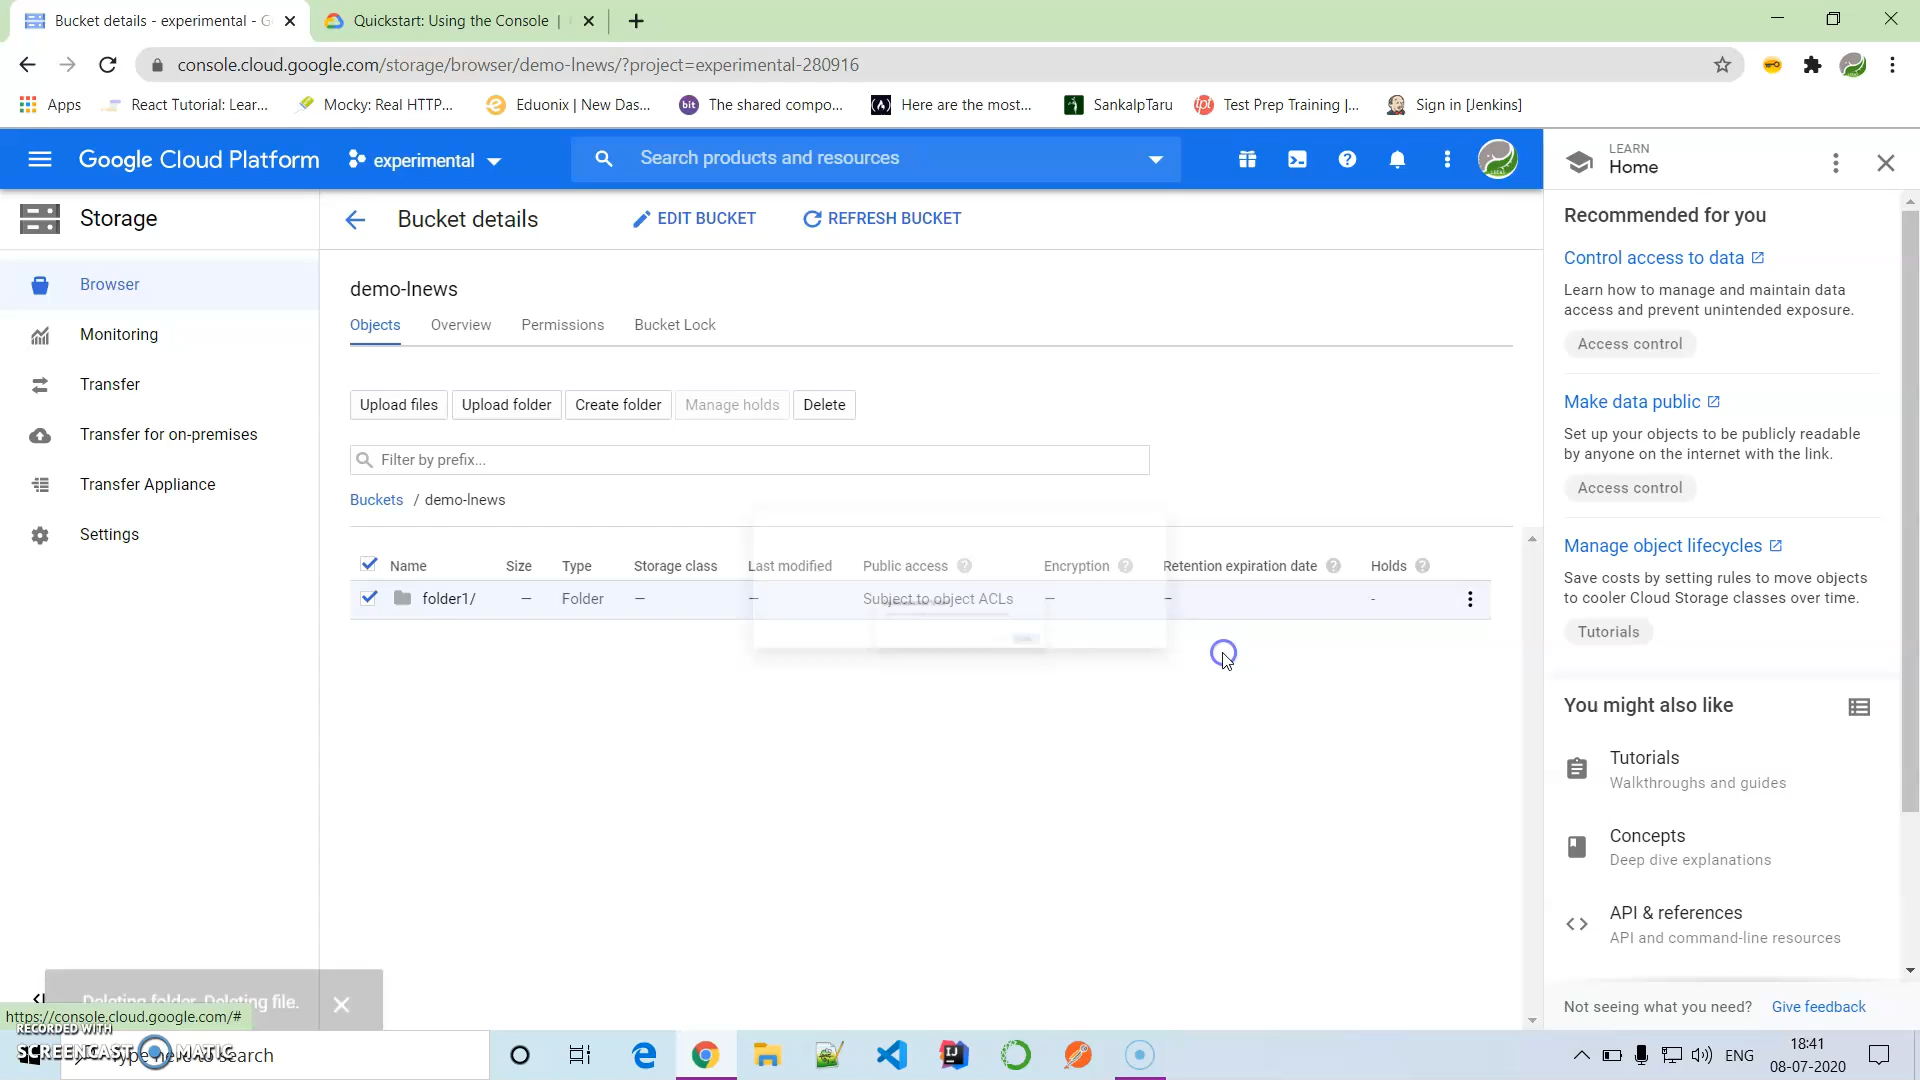 Bucket details - experimental - G
Quickstart: Using the Console |
console.cloud.google.com/storage/browser/demo-lnews/?project=experimental-280916
Apps
React Tutorial: Lear...
Mocky: Real HTTP...
Eduonix | New Das...
bit
The shared compo...
(A)
Here are the most...
SankalpTaru
ipt
Test Prep Training |...
Sign in [Jenkins]
Google Cloud Platform
experimental
Search products and resources
LEARN
Home
Storage
Bucket details
EDIT BUCKET
REFRESH BUCKET
Browser
Monitoring
Transfer
Transfer for on-premises
Transfer Appliance
Settings
demo-lnews
Objects
Overview
Permissions
Bucket Lock
Upload files
Upload folder
Create folder
Manage holds
Delete
Filter by prefix...
Buckets / demo-lnews
Name
Size
Type
Storage class
Last modified
Public access
Encryption
Retention expiration date
Holds
folder1/
—
Folder
—
—
Subject to object ACLs
—
—
-
Recommended for you
Control access to data
Learn how to manage and maintain data
access and prevent unintended exposure.
Access control
Make data public
Set up your objects to be publicly readable
by anyone on the internet with the link.
Access control
Manage object lifecycles
Save costs by setting rules to move objects
to cooler Cloud Storage classes over time.
Tutorials
You might also like
Tutorials
Walkthroughs and guides
Concepts
Deep dive explanations
API & references
API and command-line resources
Not seeing what you need? Give feedback
Deleting folder. Deleting file.
https://console.cloud.google.com/#
RECORDED WITH
SCREENCAST MATIC
Type here to search
ENG
18:41
08-07-2020